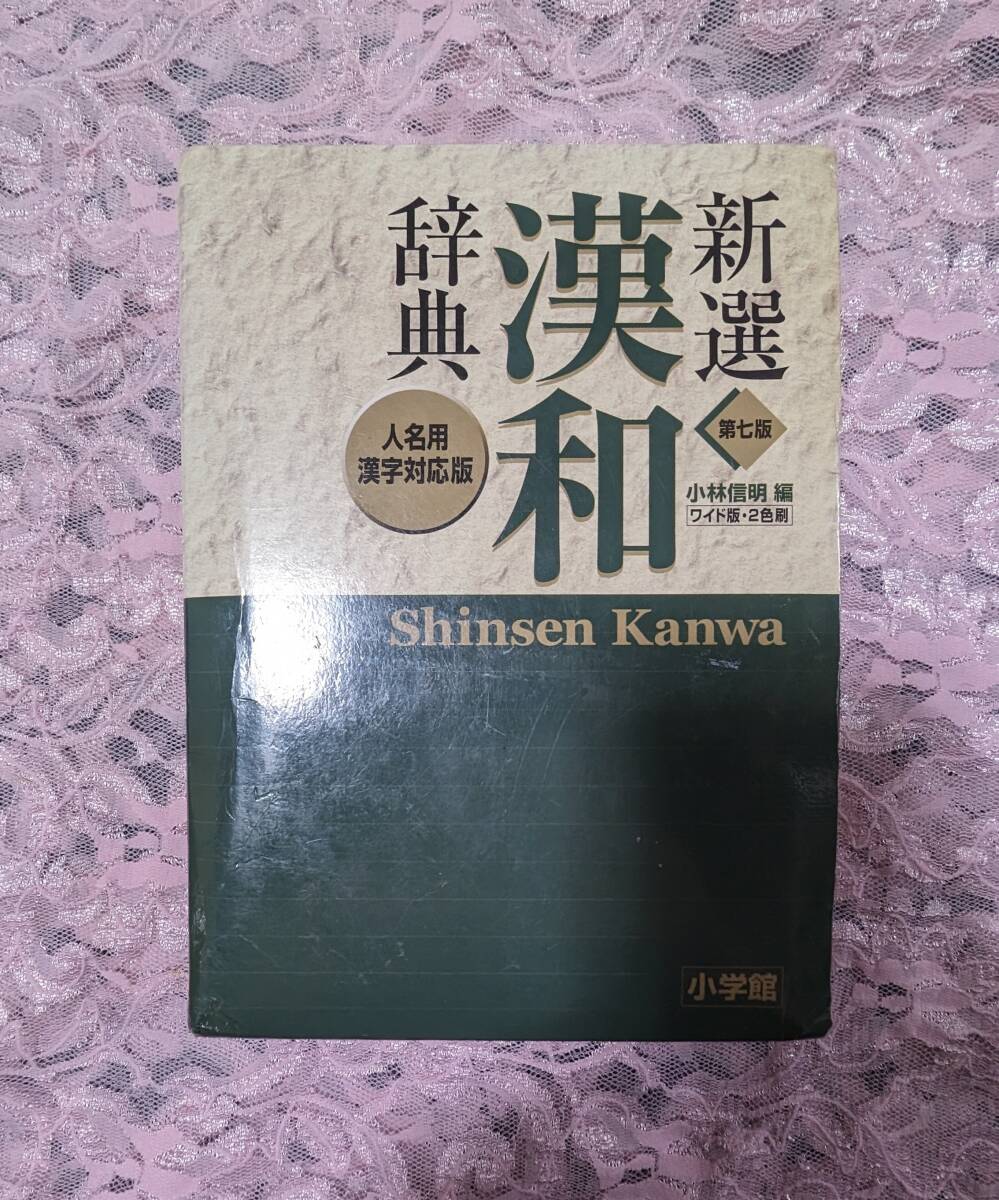 新選
漢和
辞典
第七版
小林信明 編
ワイド版・2色刷
人名用
漢字対応版
Shinsen Kanwa
小学館